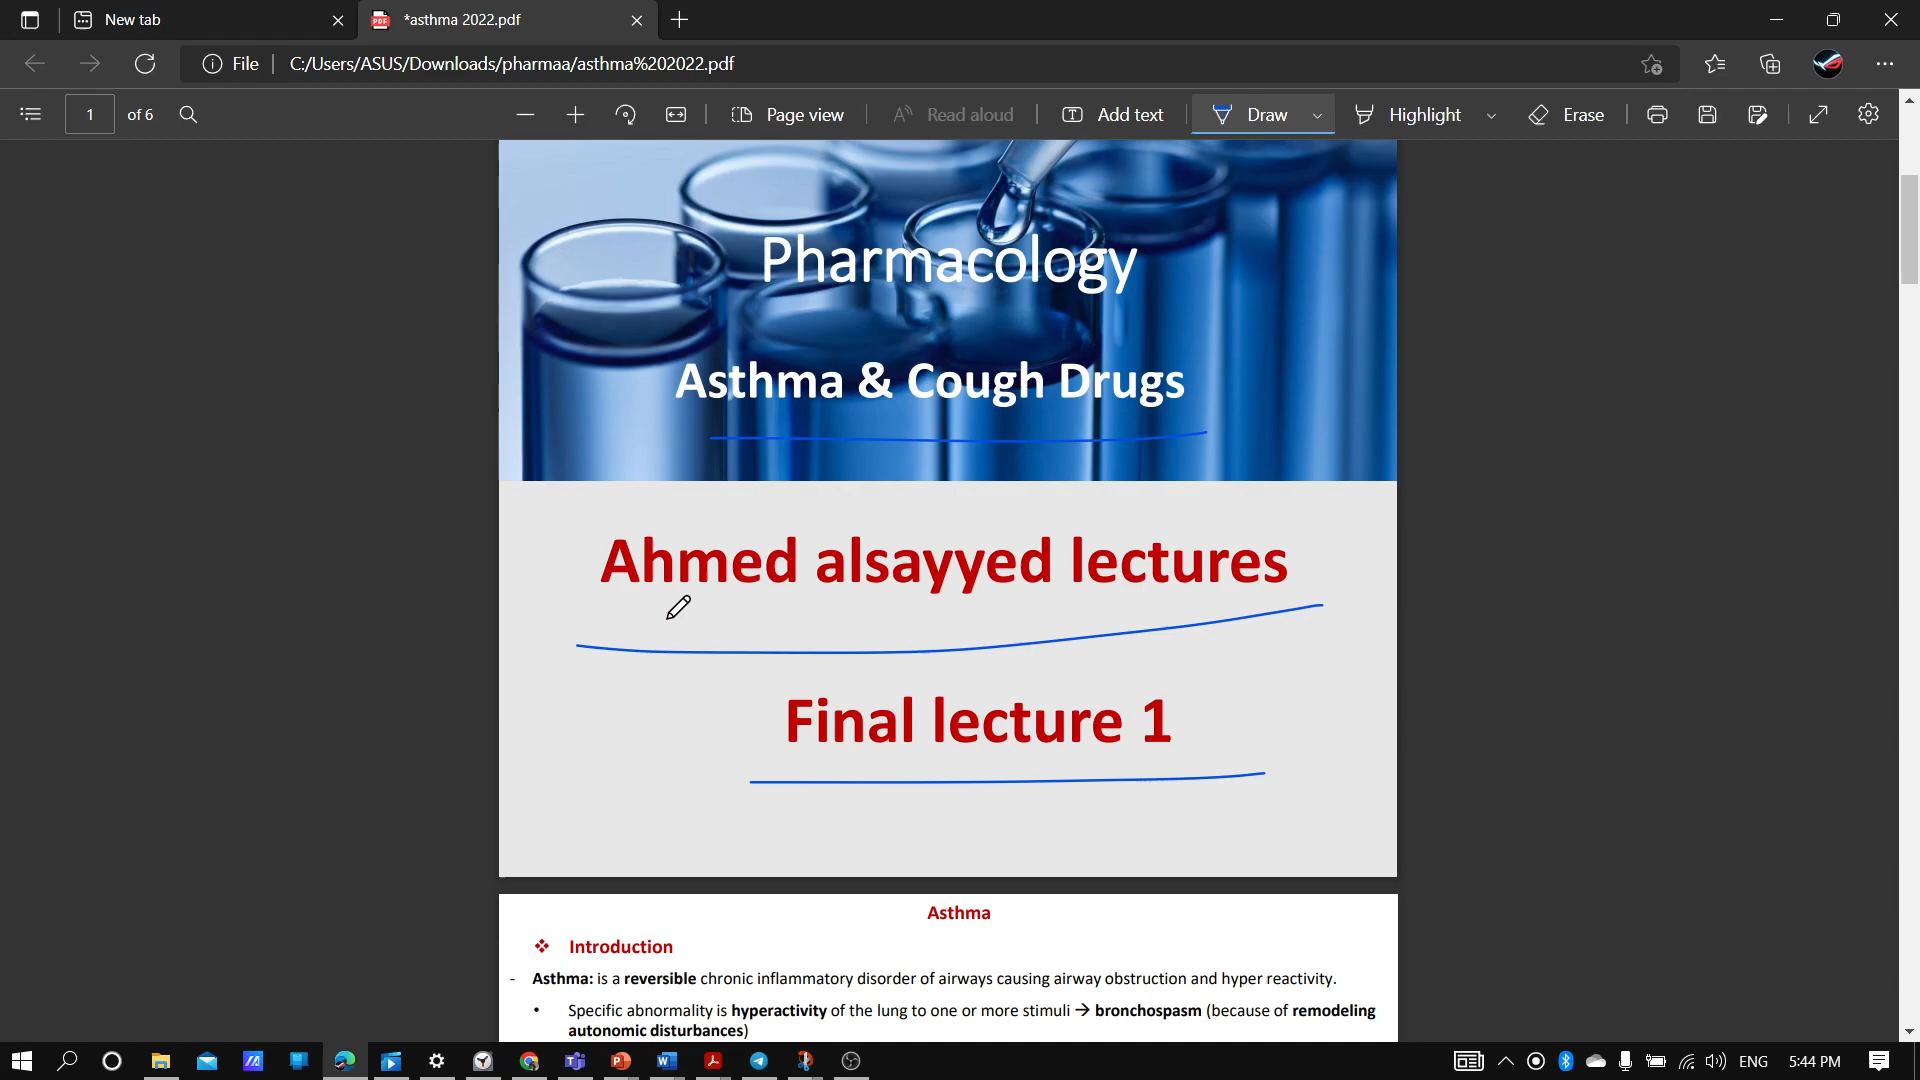 New tab
*asthma 2022.pdf
File
C:/Users/ASUS/Downloads/pharmaa/asthma%202022.pdf
1 of 6
Page view
Read aloud
Add text
Draw
Highlight
Erase
Pharmacology
Asthma & Cough Drugs
Ahmed alsayyed lectures
Final lecture 1
Asthma
❖ Introduction
- Asthma: is a reversible chronic inflammatory disorder of airways causing airway obstruction and hyper reactivity.
• Specific abnormality is hyperactivity of the lung to one or more stimuli → bronchospasm (because of remodeling
autonomic disturbances)
ENG
5:44 PM